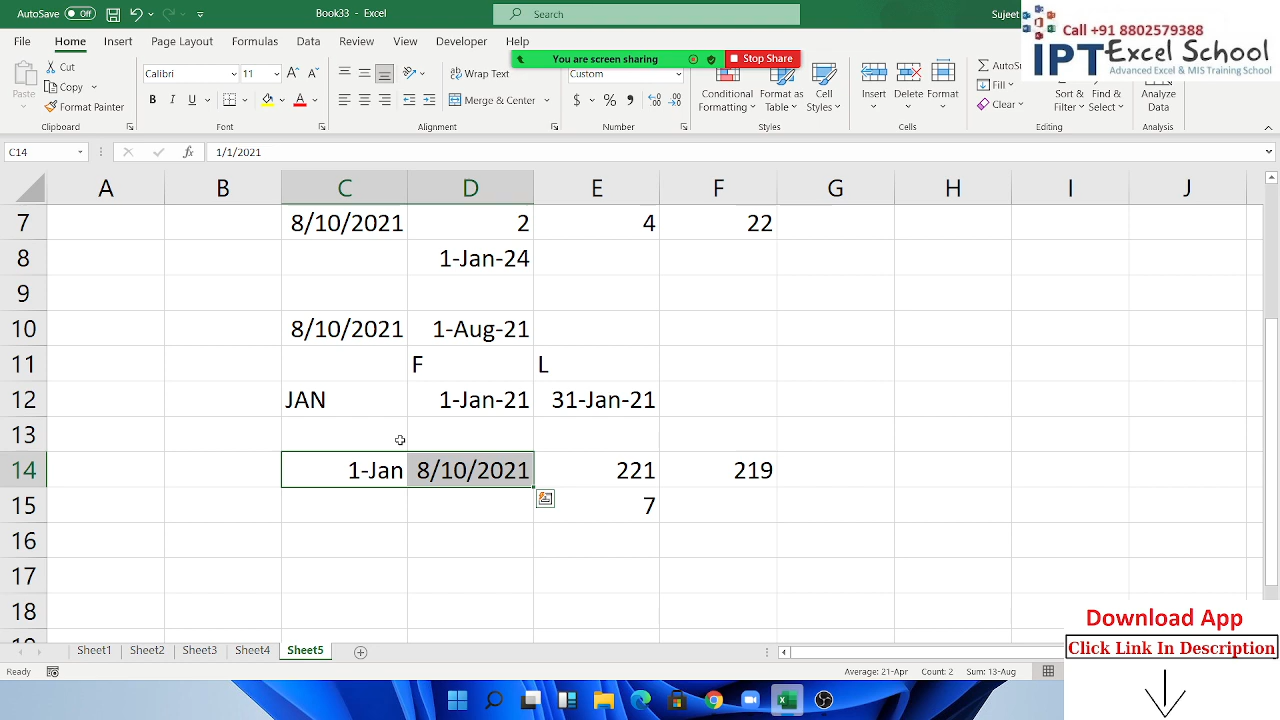 AutoSave Off Book33 - Excel Search Sujeet
Call +91 8802579388
IPT Excel School
Advanced Excel & MIS Training School
File Home Insert Page Layout Formulas Data View Developer Help
You are screen sharing Stop Share
Paste Cut Copy Format Painter
Calibri 11 Wrap Text Merge & Center Custom
B I U A $ % 9
Conditional Formatting Format as Table Cell Styles Insert Delete Format
Fill Clear Sort & Filter Find & Select Analyze Data
Clipboard Font Alignment Number Styles Cells Editing Analysis
C14 fx 1/1/2021
A B C D E F G H I J
7 8/10/2021 2 4 22
8 1-Jan-24
9
10 8/10/2021 1-Aug-21
11 F L
12 JAN 1-Jan-21 31-Jan-21
13
14 1-Jan 8/10/2021 221 219
15 7
16
17
18
Download App
Click Link In Description
Sheet1 Sheet2 Sheet3 Sheet4 Sheet5
Ready Average: 21-Apr Count: 2 Sum: 13-Aug